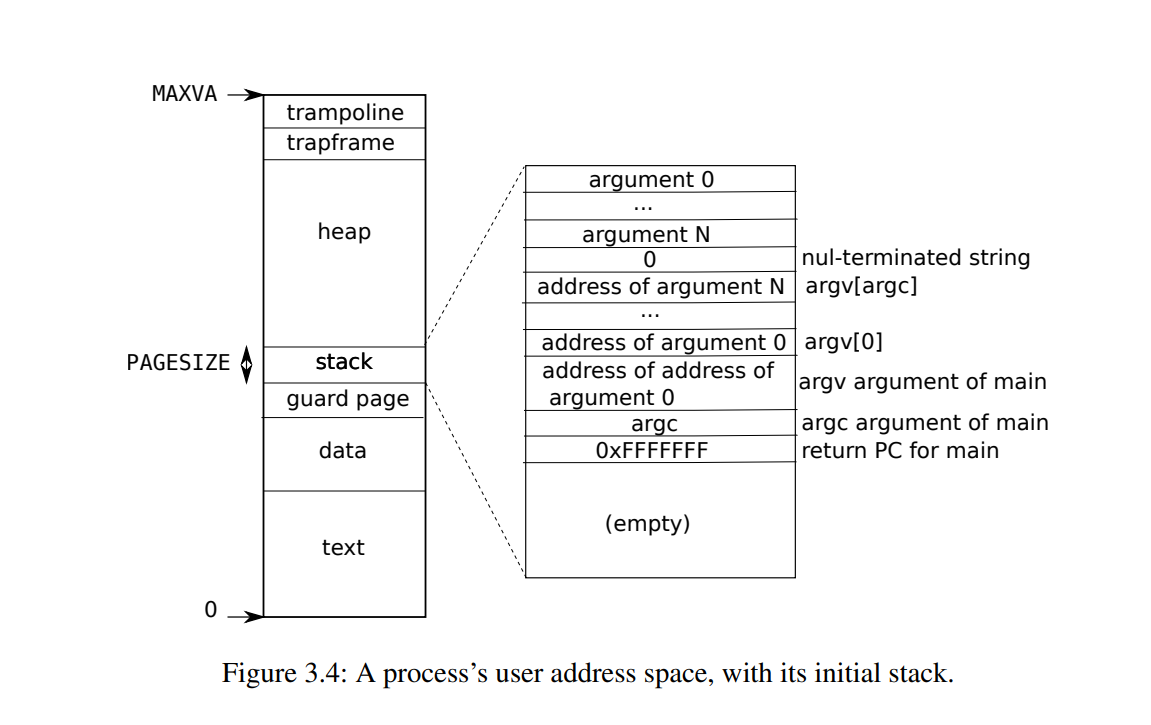 MAXVA
trampoline
trapframe
heap
PAGESIZE
stack
guard page
data
text
0
argument 0
...
argument N
0
nul-terminated string
address of argument N
argv[argc]
...
address of argument 0
argv[0]
address of address of
argument 0
argv argument of main
argc
argc argument of main
0xFFFFFFF
return PC for main
(empty)
Figure 3.4: A process's user address space, with its initial stack.